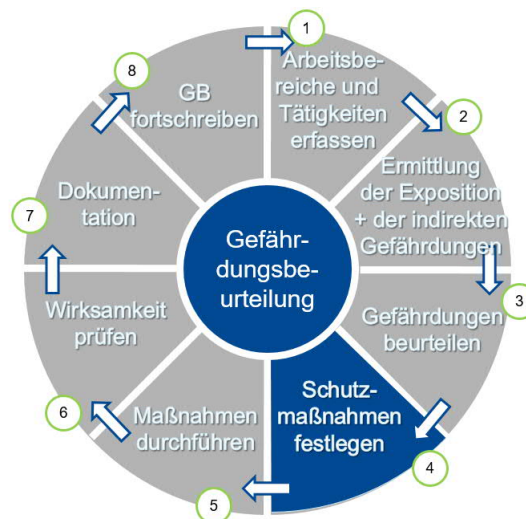 1
Arbeitsbe-
reiche und
Tätigkeiten
erfassen
2
Ermittlung
der Exposition
+ der indirekten
Gefährdungen
3
Gefährdungen
beurteilen
4
Schutz-
maßnahmen
festlegen
5
Maßnahmen
durchführen
6
Wirksamkeit
prüfen
7
Dokumen-
tation
8
GB
fortschreiben
Gefähr-
dungsbe-
urteilung